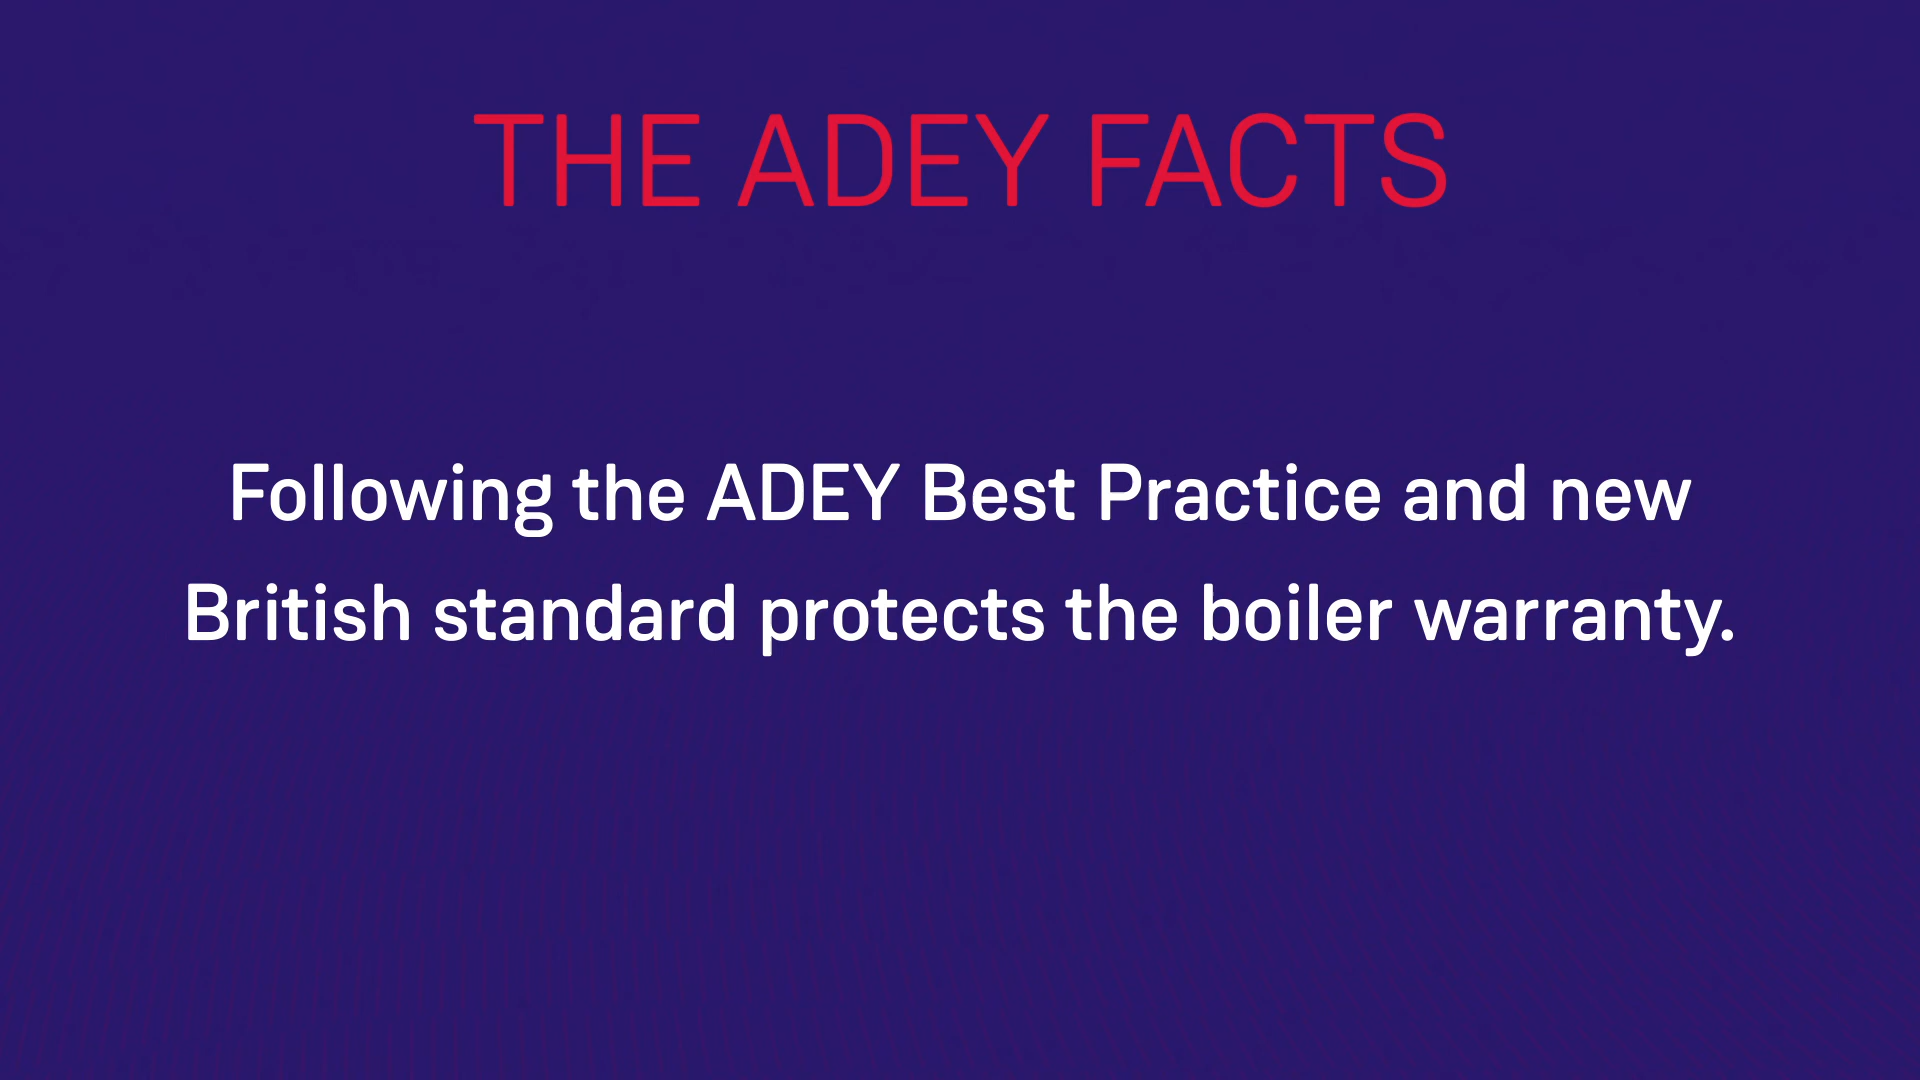 THE ADEY FACTS
Following the ADEY Best Practice and new
British standard protects the boiler warranty.